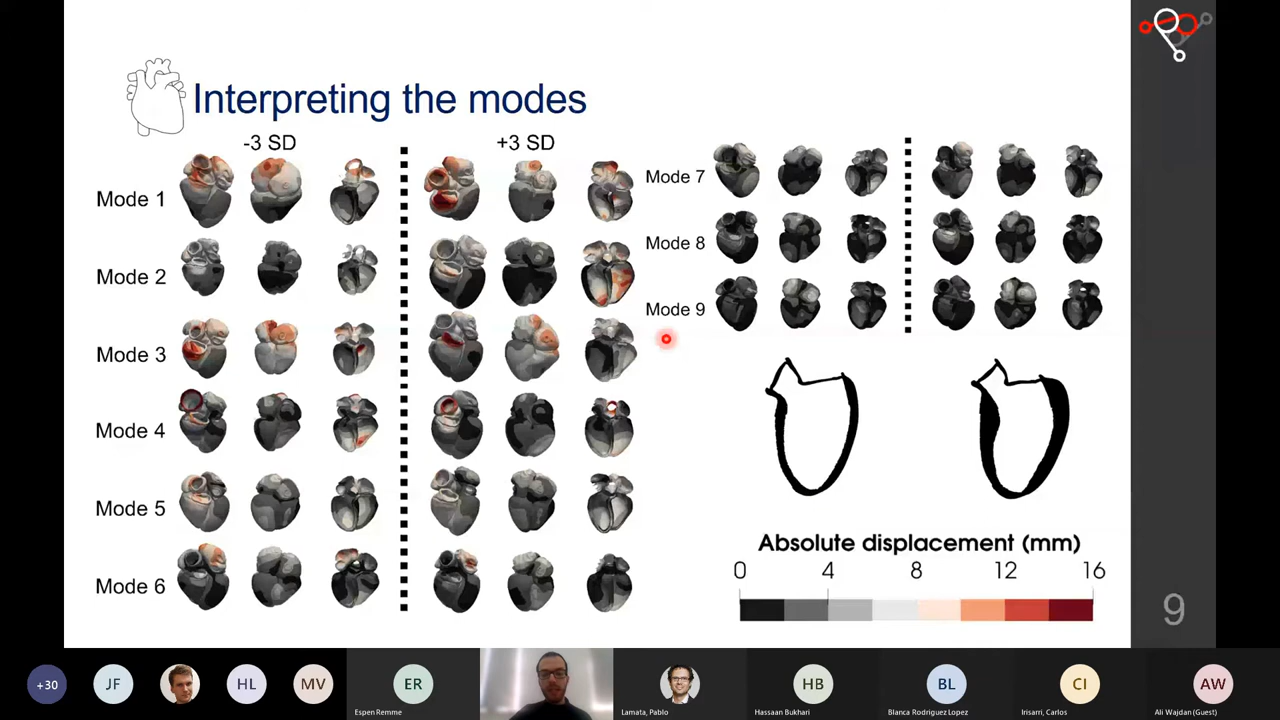 Interpreting the modes
-3 SD
+3 SD
Mode 1
Mode 2
Mode 3
Mode 4
Mode 5
Mode 6
Mode 7
Mode 8
Mode 9
Absolute displacement (mm)
0 4 8 12 16
9
+30
JF
HL
MV
ER
Espen Remme
Lamata, Pablo
HB
Hassaan Bukhari
BL
Blanca Rodriguez Lopez
CI
Irisarri, Carlos
AW
Ali Wajdan (Guest)